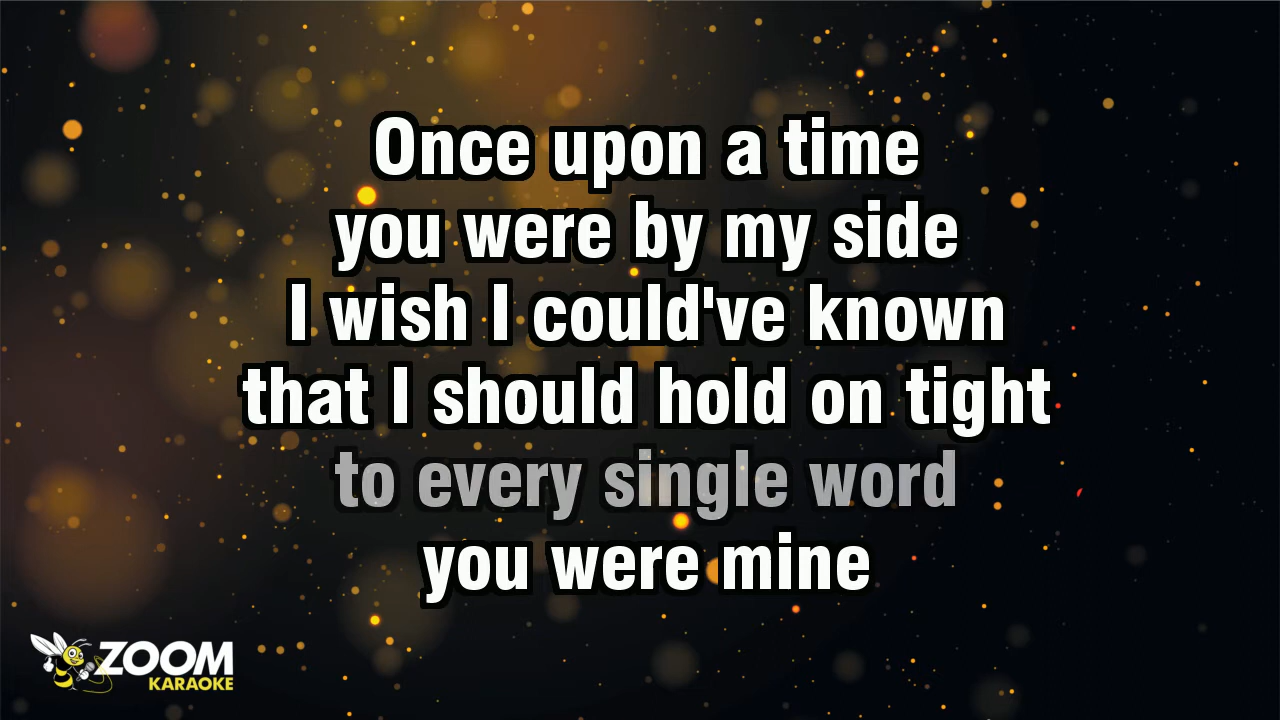 Once upon a time
you were by my side
I wish I could've known
that I should hold on tight
to every single word
you were mine
ZOOM
KARAOKE